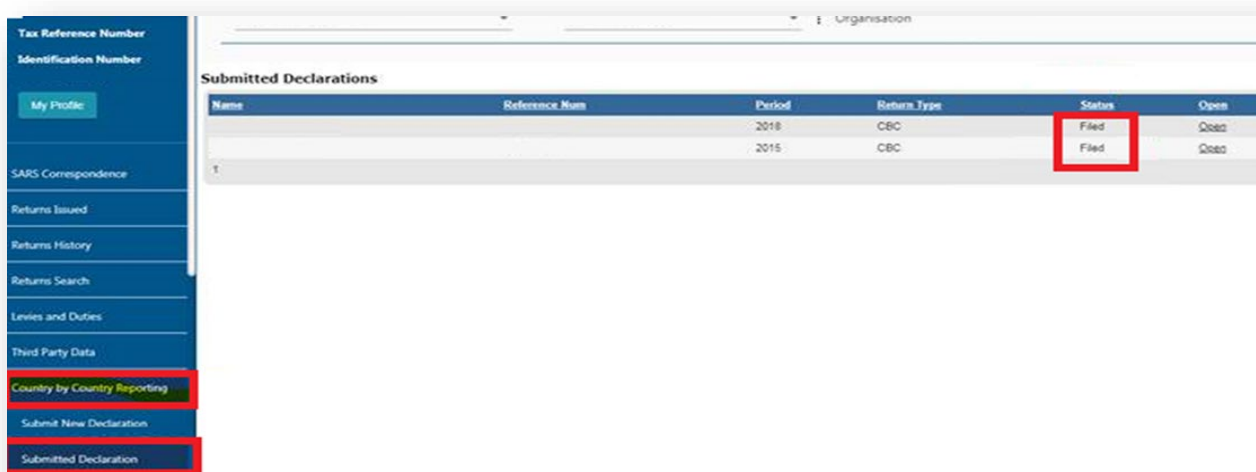 Tax Reference Number
Identification Number
My Profile
SARS Correspondence
Returns Issued
Returns History
Returns Search
Levies and Duties
Third Party Data
Country by Country Reporting
Submit New Declaration
Submitted Declaration
Organisation
Submitted Declarations
Name Reference Num Period Return Type Status Open
2018 CBC Filed Open
2015 CBC Filed Open
1